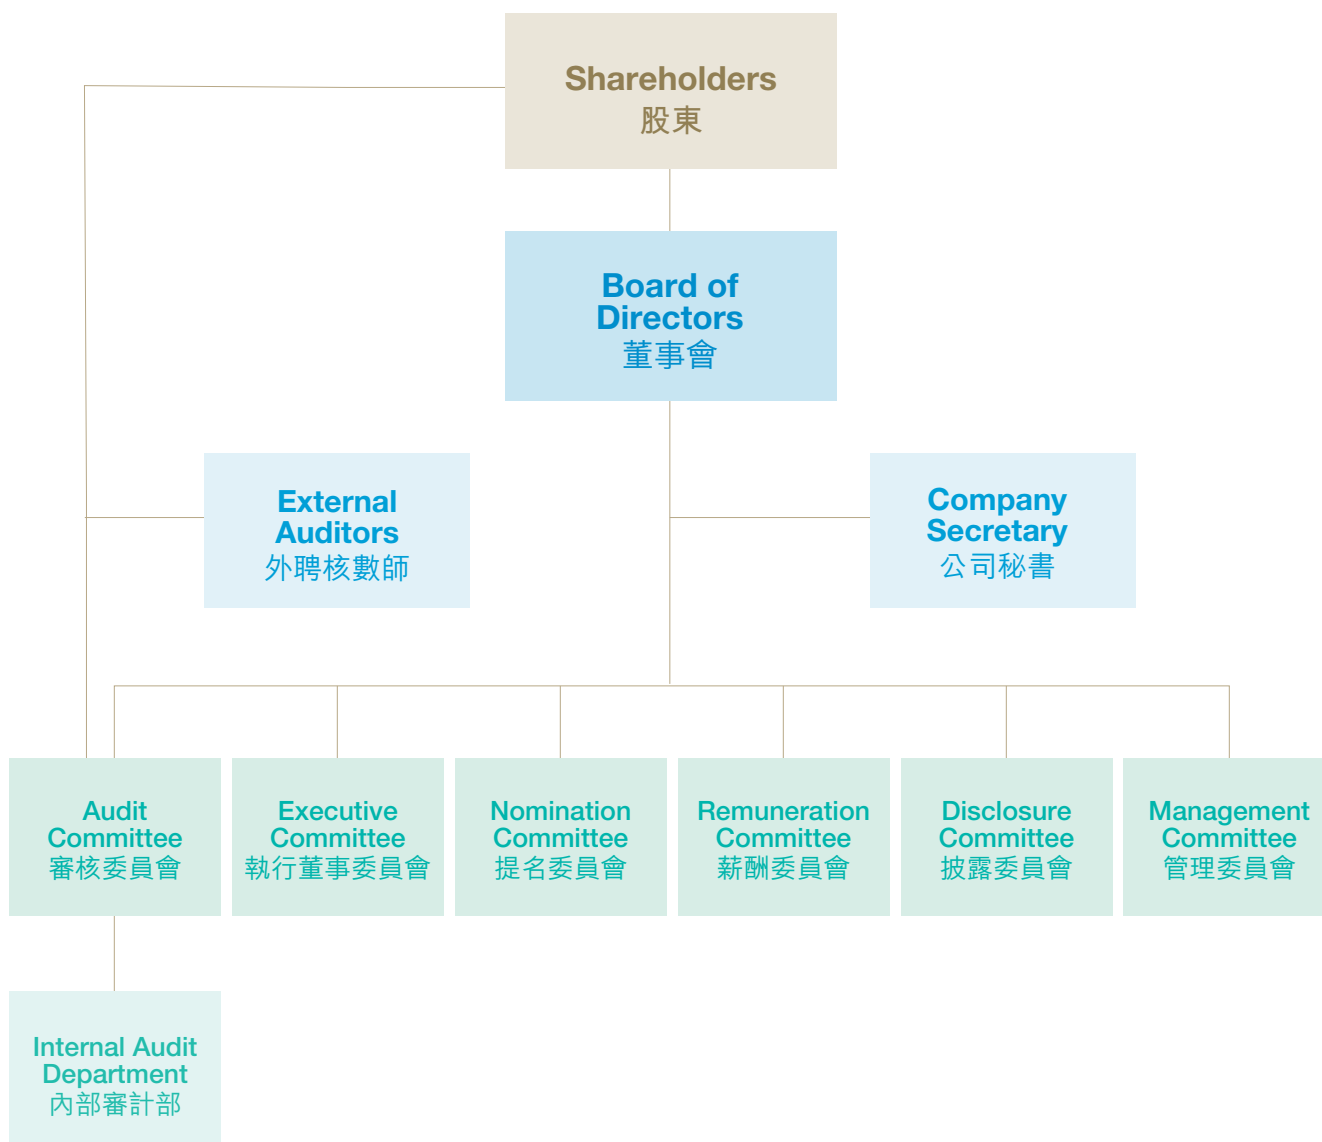 Shareholders
股東
Board of
Directors
董事會
External
Auditors
外聘核數師
Company
Secretary
公司秘書
Audit
Committee
審核委員會
Executive
Committee
執行董事委員會
Nomination
Committee
提名委員會
Remuneration
Committee
薪酬委員會
Disclosure
Committee
披露委員會
Management
Committee
管理委員會
Internal Audit
Department
內部審計部